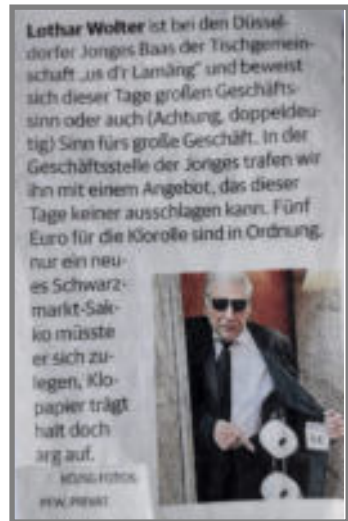 Lothar Wolter ist bei den Düssel-
dorfer Jonges Baas der Tischgemein-
schaft „us d'r Lamäng“ und beweist
sich dieser Tage großen Geschäfts-
sinn oder auch (Achtung, doppeldeu-
tig) Sinn fürs große Geschäft. In der
Geschäftsstelle der Jonges trafen wir
ihn mit einem Angebot, das dieser
Tage keiner ausschlagen kann. Fünf
Euro für die Klorolle sind in Ordnung,
nur ein neu-
es Schwarz-
markt-Sak-
ko müsste
er sich zu-
legen, Klo-
papier trägt
halt doch
arg auf.
FOTOS:
PRIVAT